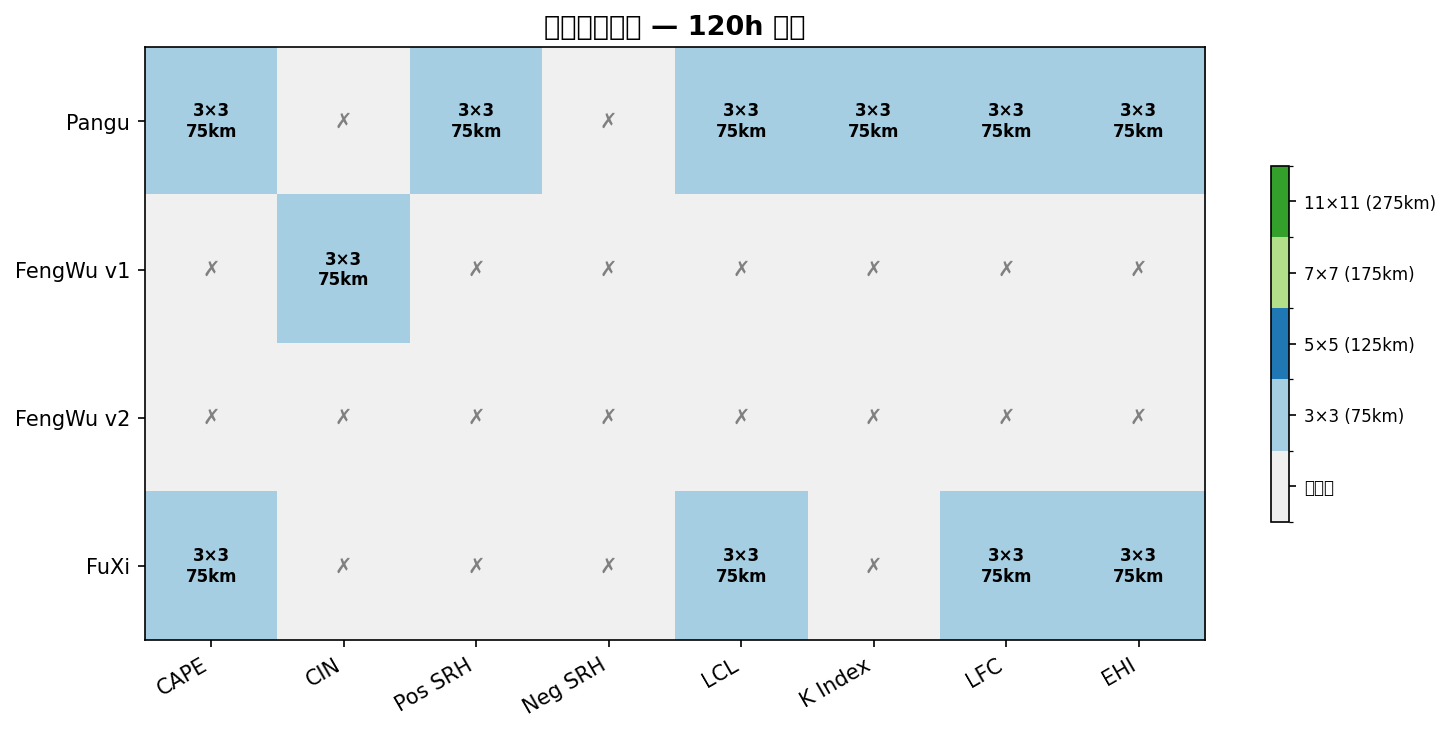 — 120h
Pangu
3×3
75km
✗
3×3
75km
✗
3×3
75km
3×3
75km
3×3
75km
3×3
75km
FengWu v1
✗
3×3
75km
✗
✗
✗
✗
✗
✗
FengWu v2
✗
✗
✗
✗
✗
✗
✗
✗
FuXi
3×3
75km
✗
✗
✗
3×3
75km
✗
3×3
75km
3×3
75km
CAPE
CIN
Pos SRH
Neg SRH
LCL
K Index
LFC
EHI
11×11 (275km)
7×7 (175km)
5×5 (125km)
3×3 (75km)